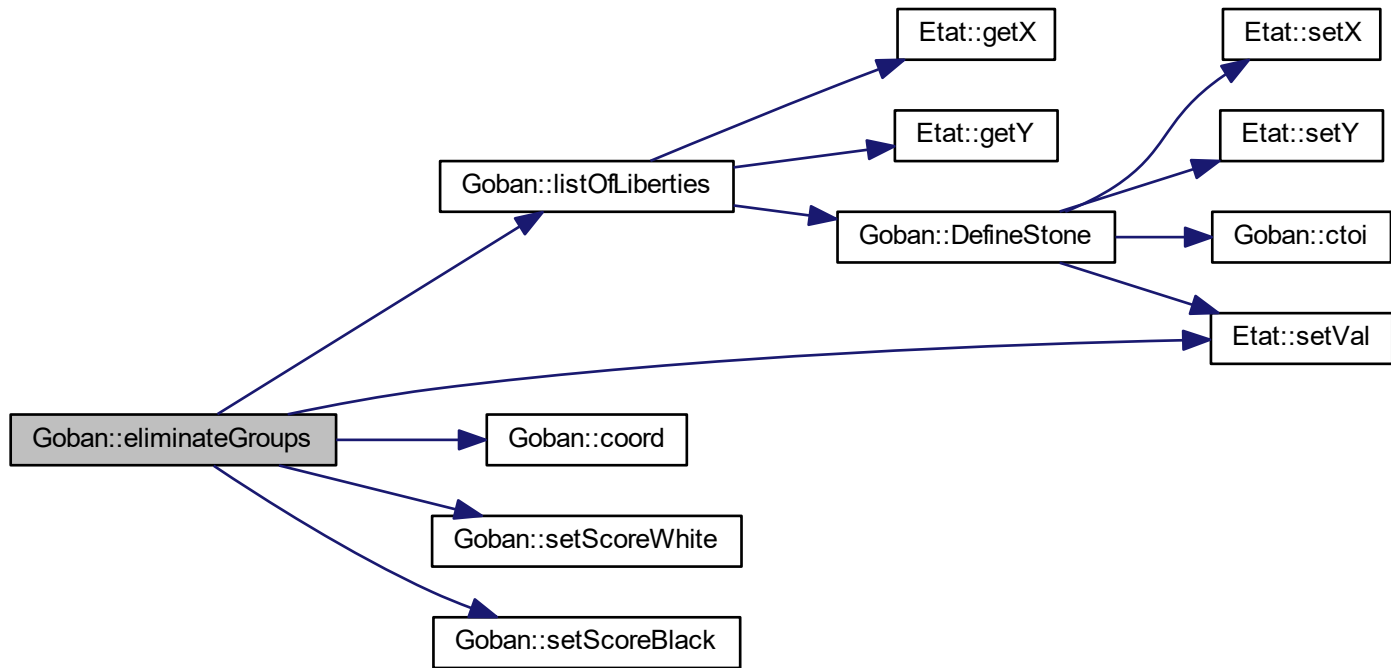 Etat::getX
Etat::setX
Etat::getY
Etat::setY
Goban::listOfLiberties
Goban::DefineStone
Goban::ctoi
Etat::setVal
Goban::eliminateGroups
Goban::coord
Goban::setScoreWhite
Goban::setScoreBlack